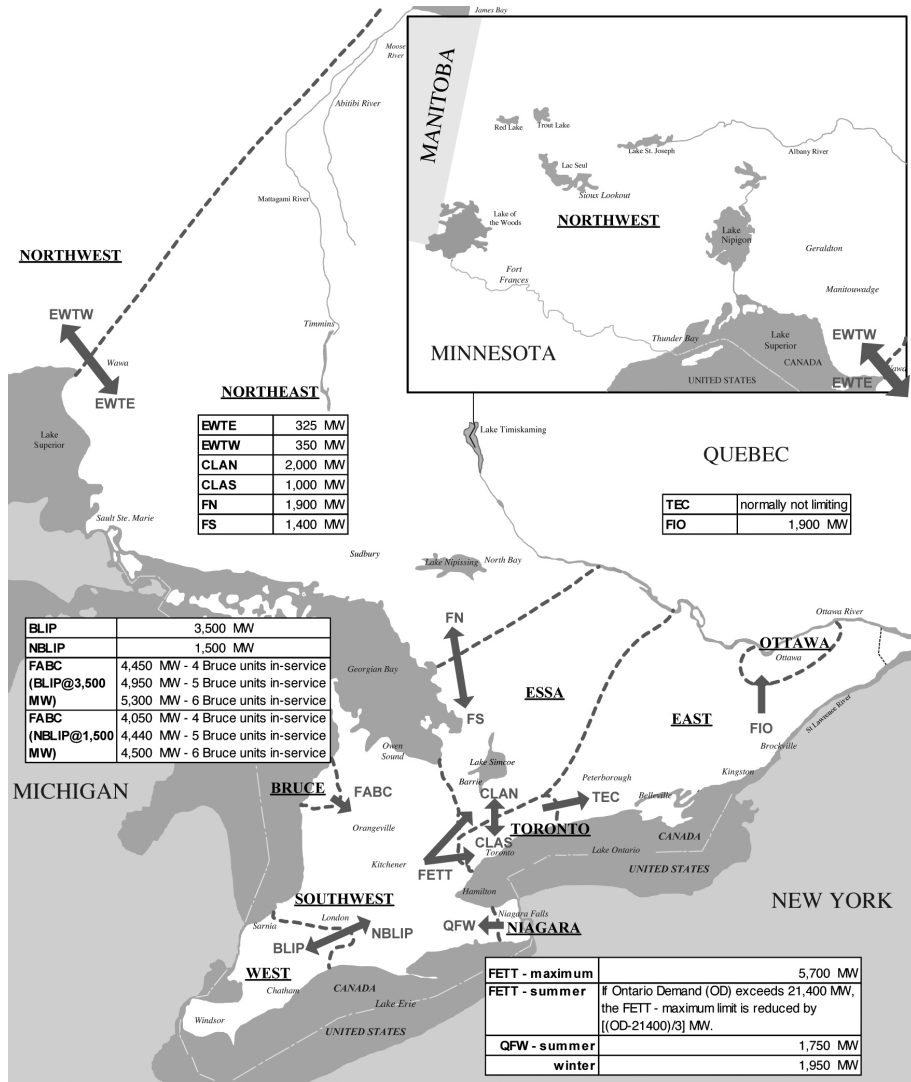 James Bay
Moose
River
Abitibi River
Mattagami River
MANITOBA
Red Lake
Trout Lake
Lake St. Joseph
Albany River
Lac Seul
Sioux Lookout
NORTHWEST
Lake of
the Woods
Lake
Nipigon
Geraldton
Manitouwadge
Fort
Frances
Thunder Bay
MINNESOTA
Lake
Superior
CANADA
UNITED STATES
EWTW
EWTE
NORTHWEST
EWTW
Wawa
EWTE
Timmins
Lake
Superior
NORTHEAST
EWTE 325 MW
EWTW 350 MW
CLAN 2,000 MW
CLAS 1,000 MW
FN 1,900 MW
FS 1,400 MW
Lake Timiskaming
QUEBEC
TEC normally not limiting
FIO 1,900 MW
Sault Ste. Marie
Sudbury
Lake Nipissing
North Bay
BLIP 3,500 MW
NBLIP 1,500 MW
FABC 4,450 MW - 4 Bruce units in-service
(BLIP@3,500 4,950 MW - 5 Bruce units in-service
MW) 5,300 MW - 6 Bruce units in-service
FABC 4,050 MW - 4 Bruce units in-service
(NBLIP@1,500 4,440 MW - 5 Bruce units in-service
MW) 4,500 MW - 6 Bruce units in-service
Georgian Bay
FN
FS
ESSA
Ottawa River
OTTAWA
Ottawa
FIO
EAST
St Lawrence River
Brockville
Kingston
Owen
Sound
Lake Simcoe
Barrie
Peterborough
Belleville
MICHIGAN
BRUCE
FABC
CLAN
TEC
Orangeville
TORONTO
CLAS
Toronto
CANADA
Lake Ontario
UNITED STATES
Kitchener
FETT
Hamilton
NEW YORK
SOUTHWEST
Sarnia
London
NBLIP
BLIP
QFW
Niagara Falls
NIAGARA
WEST
Chatham
CANADA
Lake Erie
Windsor
UNITED STATES
FETT - maximum 5,700 MW
FETT - summer If Ontario Demand (OD) exceeds 21,400 MW,
the FETT - maximum limit is reduced by
[(OD-21400)/3] MW.
QFW - summer 1,750 MW
winter 1,950 MW